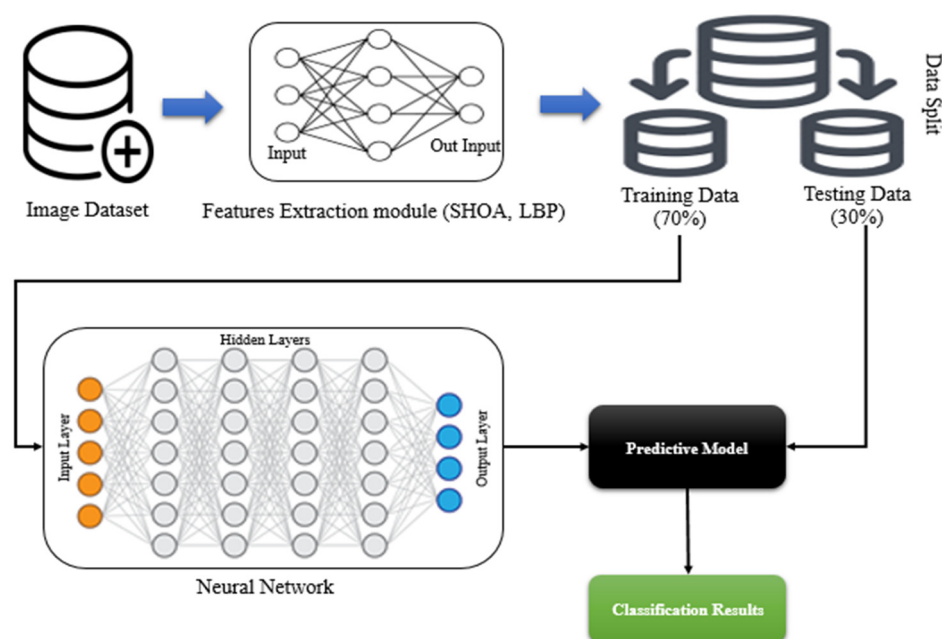 Input
Out Input
Data Split
Image Dataset
Features Extraction module (SHOA, LBP)
Training Data
(70%)
Testing Data
(30%)
Hidden Layers
Input Layer
Output Layer
Neural Network
Predictive Model
Classification Results